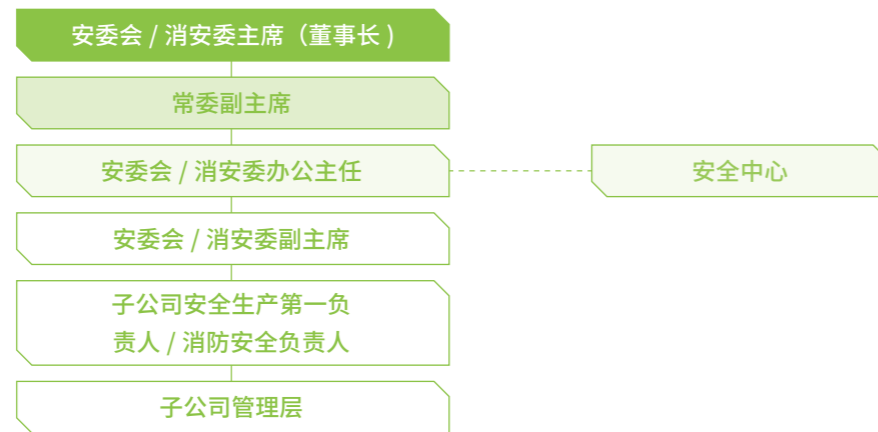 安委会 / 消安委主席（董事长 )
常委副主席
安委会 / 消安委办公主任
安全中心
安委会 / 消安委副主席
子公司安全生产第一负
责人 / 消防安全负责人
子公司管理层